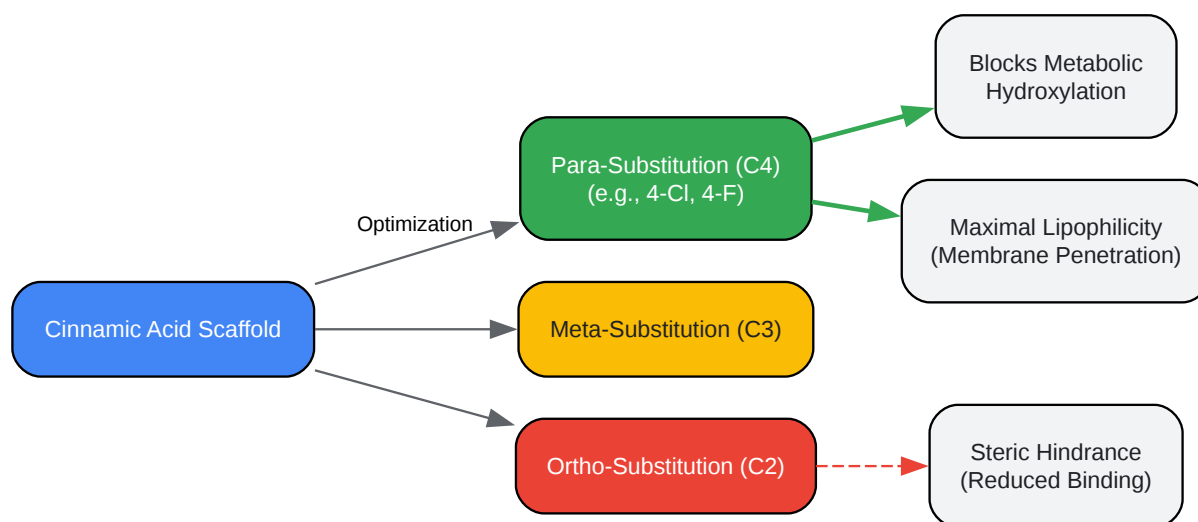 Blocks Metabolic
Hydroxylation
Para-Substitution (C4)
(e.g., 4-Cl, 4-F)
Optimization
Maximal Lipophilicity
(Membrane Penetration)
Cinnamic Acid Scaffold
Meta-Substitution (C3)
Ortho-Substitution (C2)
Steric Hindrance
(Reduced Binding)